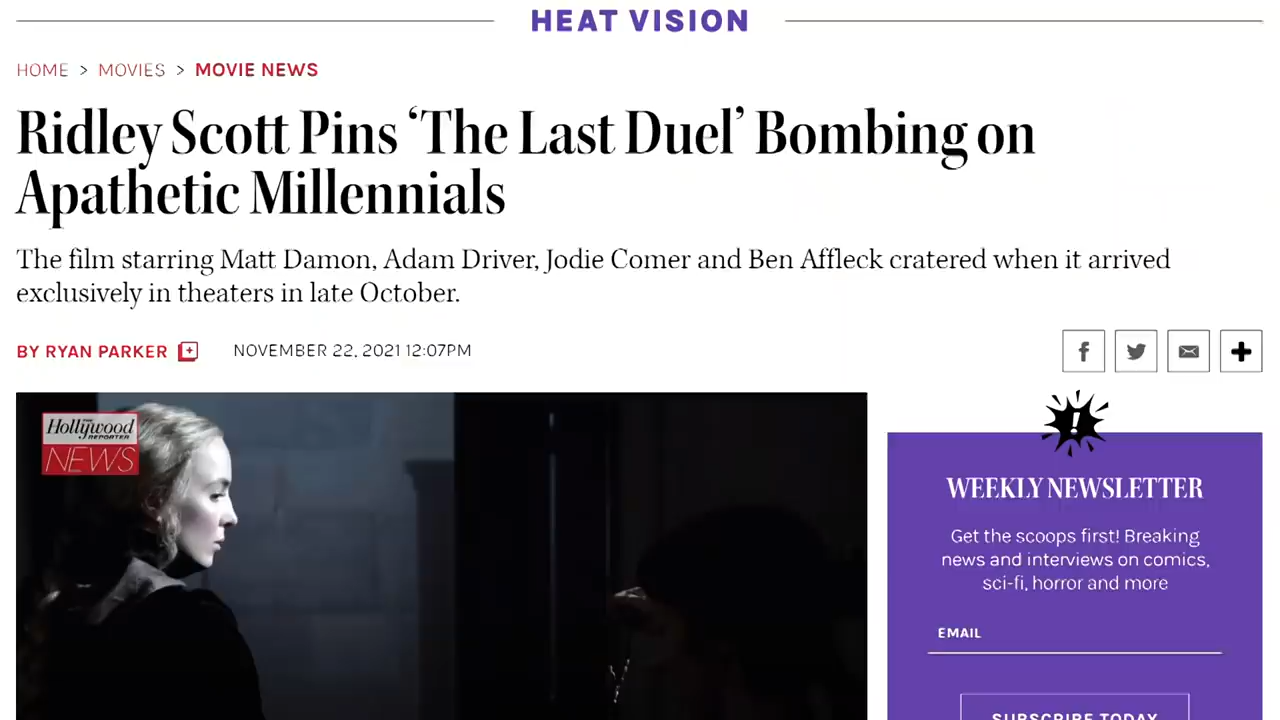 HEAT VISION
HOME > MOVIES > MOVIE NEWS
Ridley Scott Pins ‘The Last Duel’ Bombing on
Apathetic Millennials
The film starring Matt Damon, Adam Driver, Jodie Comer and Ben Affleck cratered when it arrived
exclusively in theaters in late October.
BY RYAN PARKER
NOVEMBER 22, 2021 12:07PM
THE
Hollywood
REPORTER
NEWS
!
WEEKLY NEWSLETTER
Get the scoops first! Breaking
news and interviews on comics,
sci-fi, horror and more
EMAIL
SUBSCRIBE TODAY